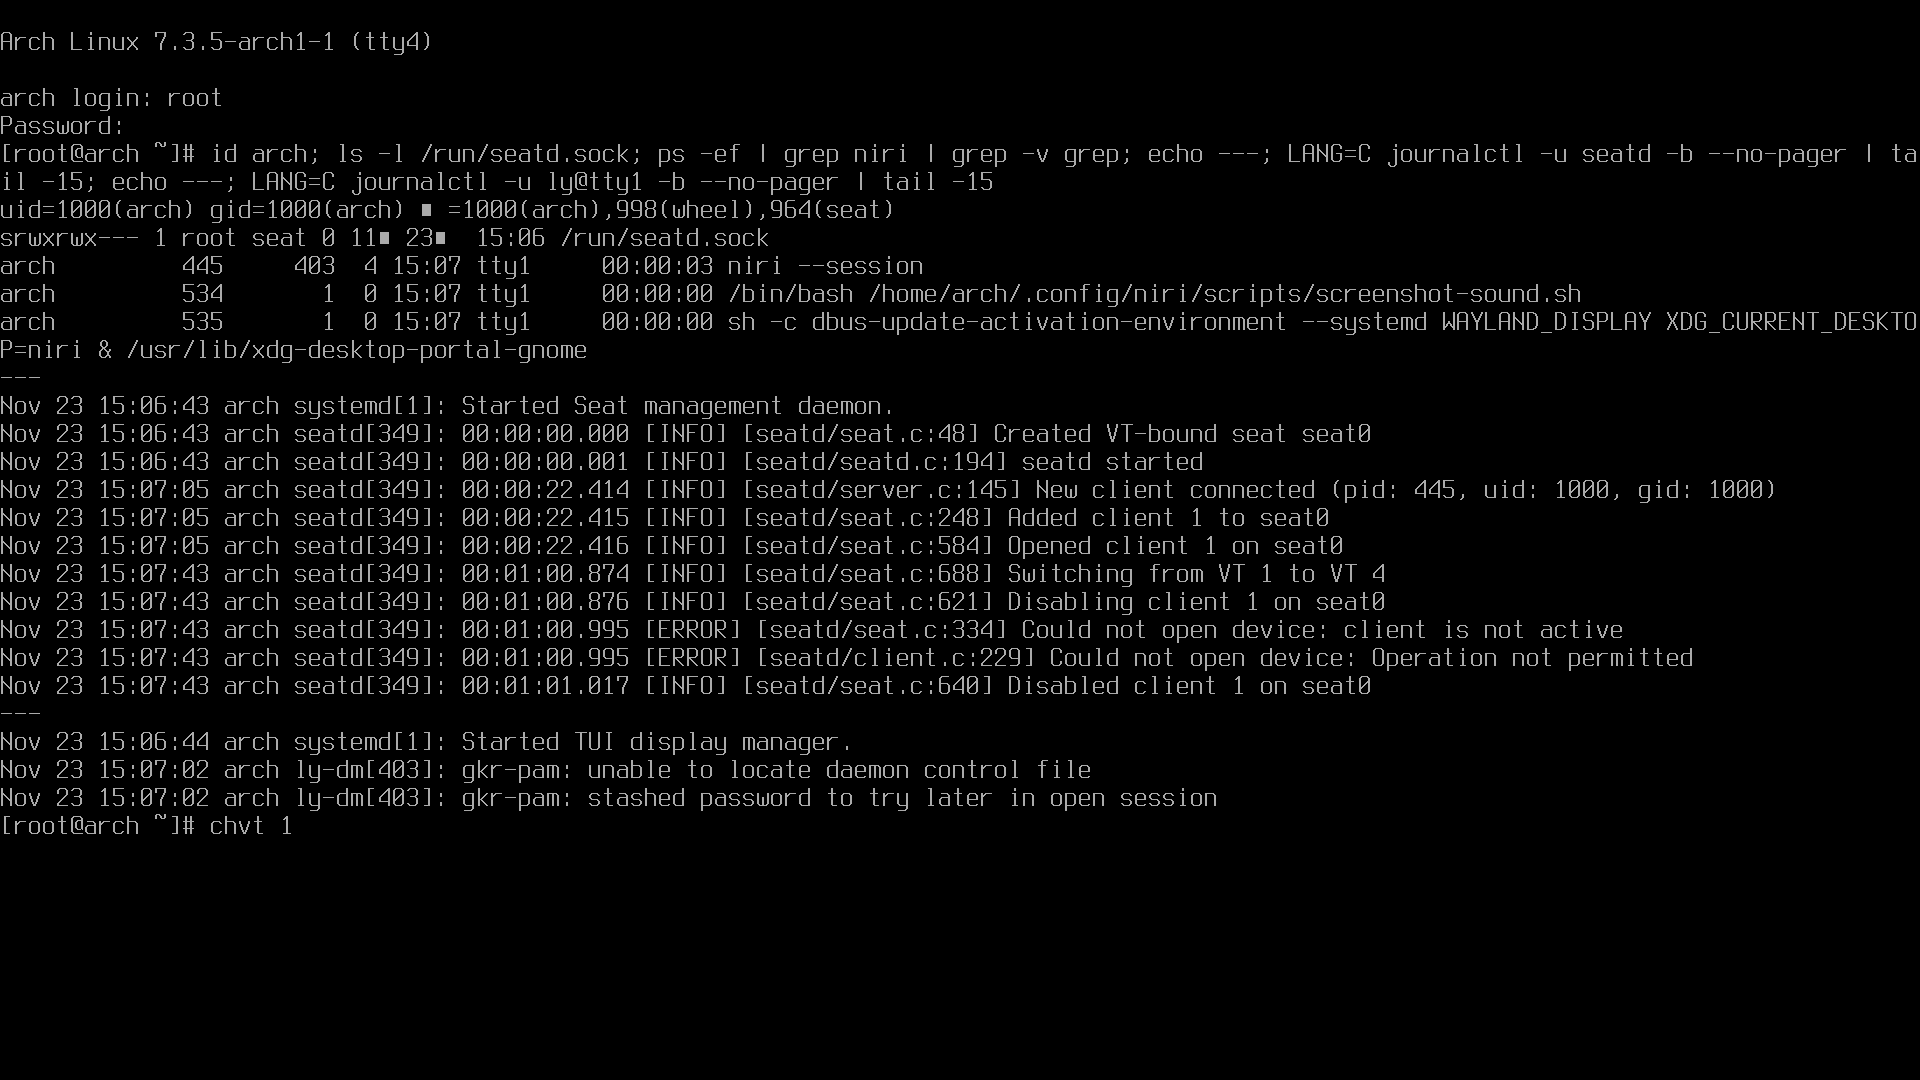 Arch Linux 7.3.5-arch1-1 (tty4)
arch login: root
Password:
[root@arch ~]# id arch; ls -l /run/seatd.sock; ps -ef | grep niri | grep -v grep; echo ---; LANG=C journalctl -u seatd -b --no-pager | ta
il -15; echo ---; LANG=C journalctl -u ly@tty1 -b --no-pager | tail -15
uid=1000(arch) gid=1000(arch) ■ =1000(arch),998(wheel),964(seat)
srwxrwx--- 1 root seat 0 11■ 23■  15:06 /run/seatd.sock
arch         445     403  4 15:07 tty1     00:00:03 niri --session
arch         534       1  0 15:07 tty1     00:00:00 /bin/bash /home/arch/.config/niri/scripts/screenshot-sound.sh
arch         535       1  0 15:07 tty1     00:00:00 sh -c dbus-update-activation-environment --systemd WAYLAND_DISPLAY XDG_CURRENT_DESKTO
P=niri & /usr/lib/xdg-desktop-portal-gnome
---
Nov 23 15:06:43 arch systemd[1]: Started Seat management daemon.
Nov 23 15:06:43 arch seatd[349]: 00:00:00.000 [INFO] [seatd/seat.c:48] Created VT-bound seat seat0
Nov 23 15:06:43 arch seatd[349]: 00:00:00.001 [INFO] [seatd/seatd.c:194] seatd started
Nov 23 15:07:05 arch seatd[349]: 00:00:22.414 [INFO] [seatd/server.c:145] New client connected (pid: 445, uid: 1000, gid: 1000)
Nov 23 15:07:05 arch seatd[349]: 00:00:22.415 [INFO] [seatd/seat.c:248] Added client 1 to seat0
Nov 23 15:07:05 arch seatd[349]: 00:00:22.416 [INFO] [seatd/seat.c:584] Opened client 1 on seat0
Nov 23 15:07:43 arch seatd[349]: 00:01:00.874 [INFO] [seatd/seat.c:688] Switching from VT 1 to VT 4
Nov 23 15:07:43 arch seatd[349]: 00:01:00.876 [INFO] [seatd/seat.c:621] Disabling client 1 on seat0
Nov 23 15:07:43 arch seatd[349]: 00:01:00.995 [ERROR] [seatd/seat.c:334] Could not open device: client is not active
Nov 23 15:07:43 arch seatd[349]: 00:01:00.995 [ERROR] [seatd/client.c:229] Could not open device: Operation not permitted
Nov 23 15:07:43 arch seatd[349]: 00:01:01.017 [INFO] [seatd/seat.c:640] Disabled client 1 on seat0
---
Nov 23 15:06:44 arch systemd[1]: Started TUI display manager.
Nov 23 15:07:02 arch ly-dm[403]: gkr-pam: unable to locate daemon control file
Nov 23 15:07:02 arch ly-dm[403]: gkr-pam: stashed password to try later in open session
[root@arch ~]# chvt 1